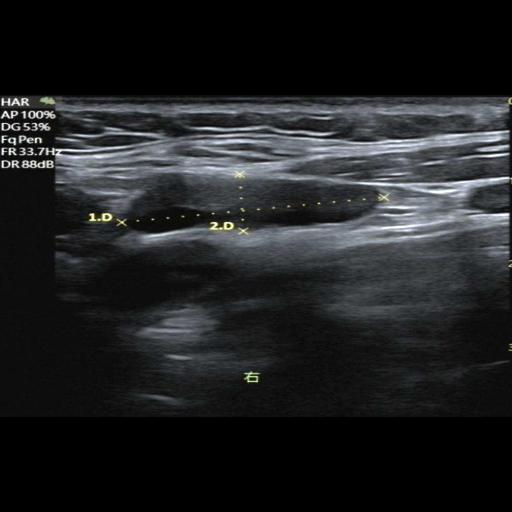 HAR
AP 100%
DG 53%
Fq Pen
FR 33.7Hz
DR 88dB
1.D
2.D
右